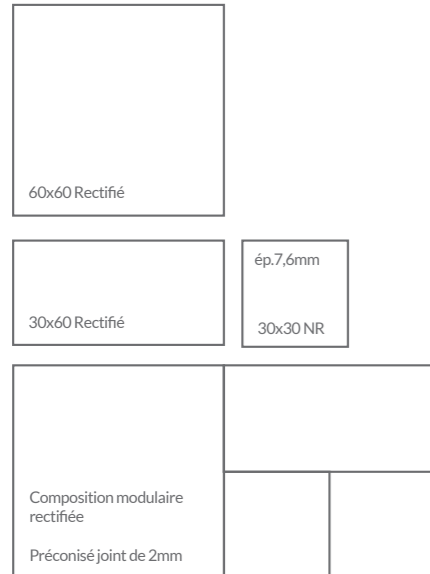 60x60 Rectifié
30x60 Rectifié
ép.7,6mm
30x30 NR
Composition modulaire
rectifiée
Préconisé joint de 2mm